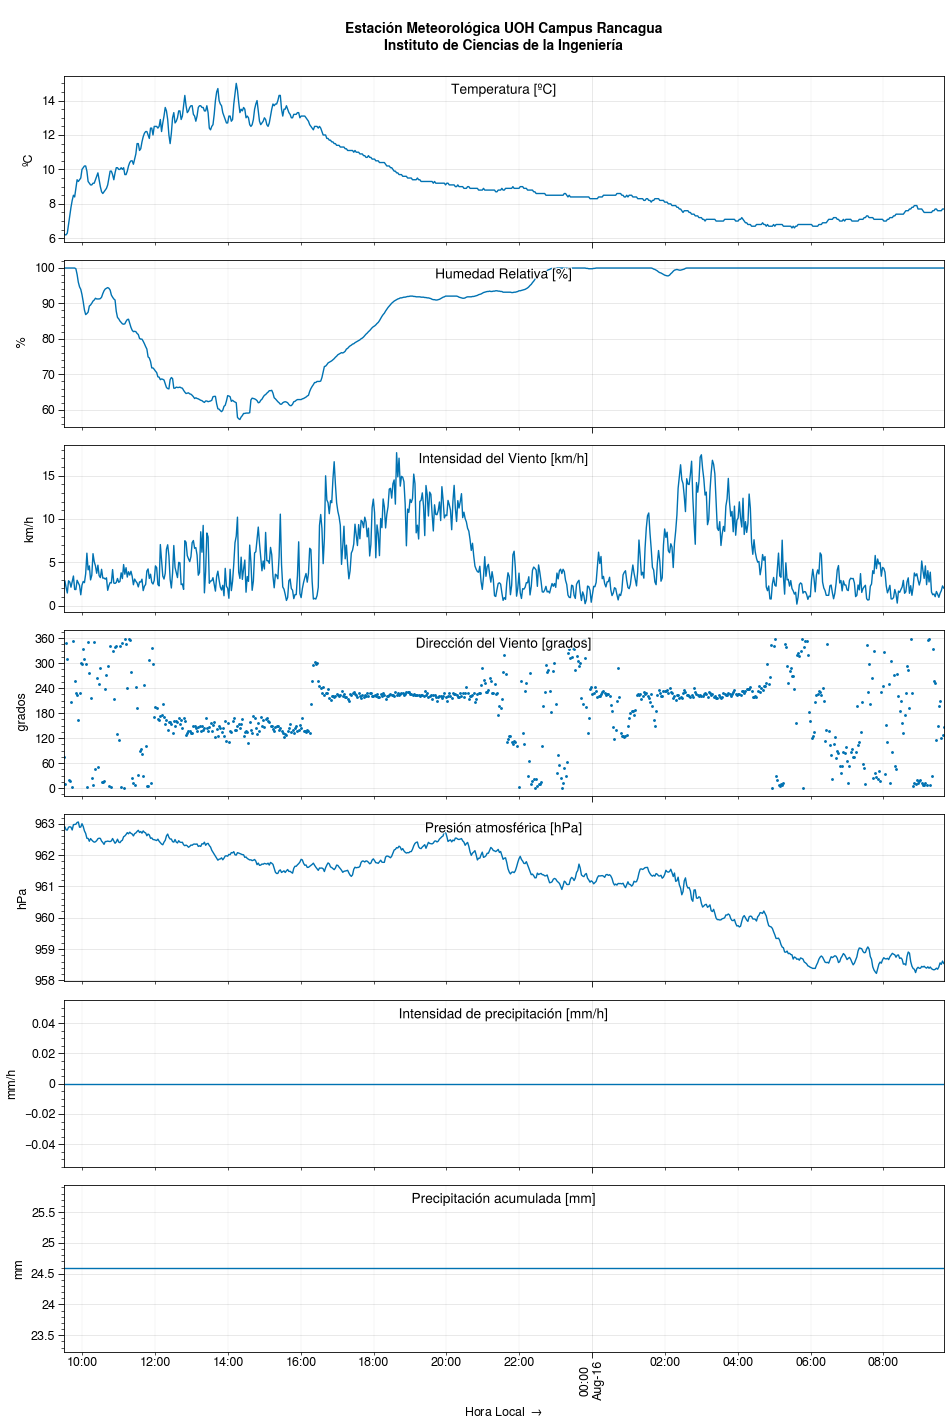 Estación Meteorológica UOH Campus Rancagua
Instituto de Ciencias de la Ingeniería
Temperatura [ºC]
14
12
10
8
6
ºC
Humedad Relativa [%]
100
90
80
70
60
%
Intensidad del Viento [km/h]
15
10
5
0
km/h
Dirección del Viento [grados]
360
300
240
180
120
60
0
grados
Presión atmosférica [hPa]
963
962
961
960
959
958
hPa
Intensidad de precipitación [mm/h]
0.04
0.02
0
−0.02
−0.04
mm/h
Precipitación acumulada [mm]
25.5
25
24.5
24
23.5
mm
10:00 12:00 14:00 16:00 18:00 20:00 22:00 00:00 02:00 04:00 06:00 08:00
Aug-16
Hora Local →